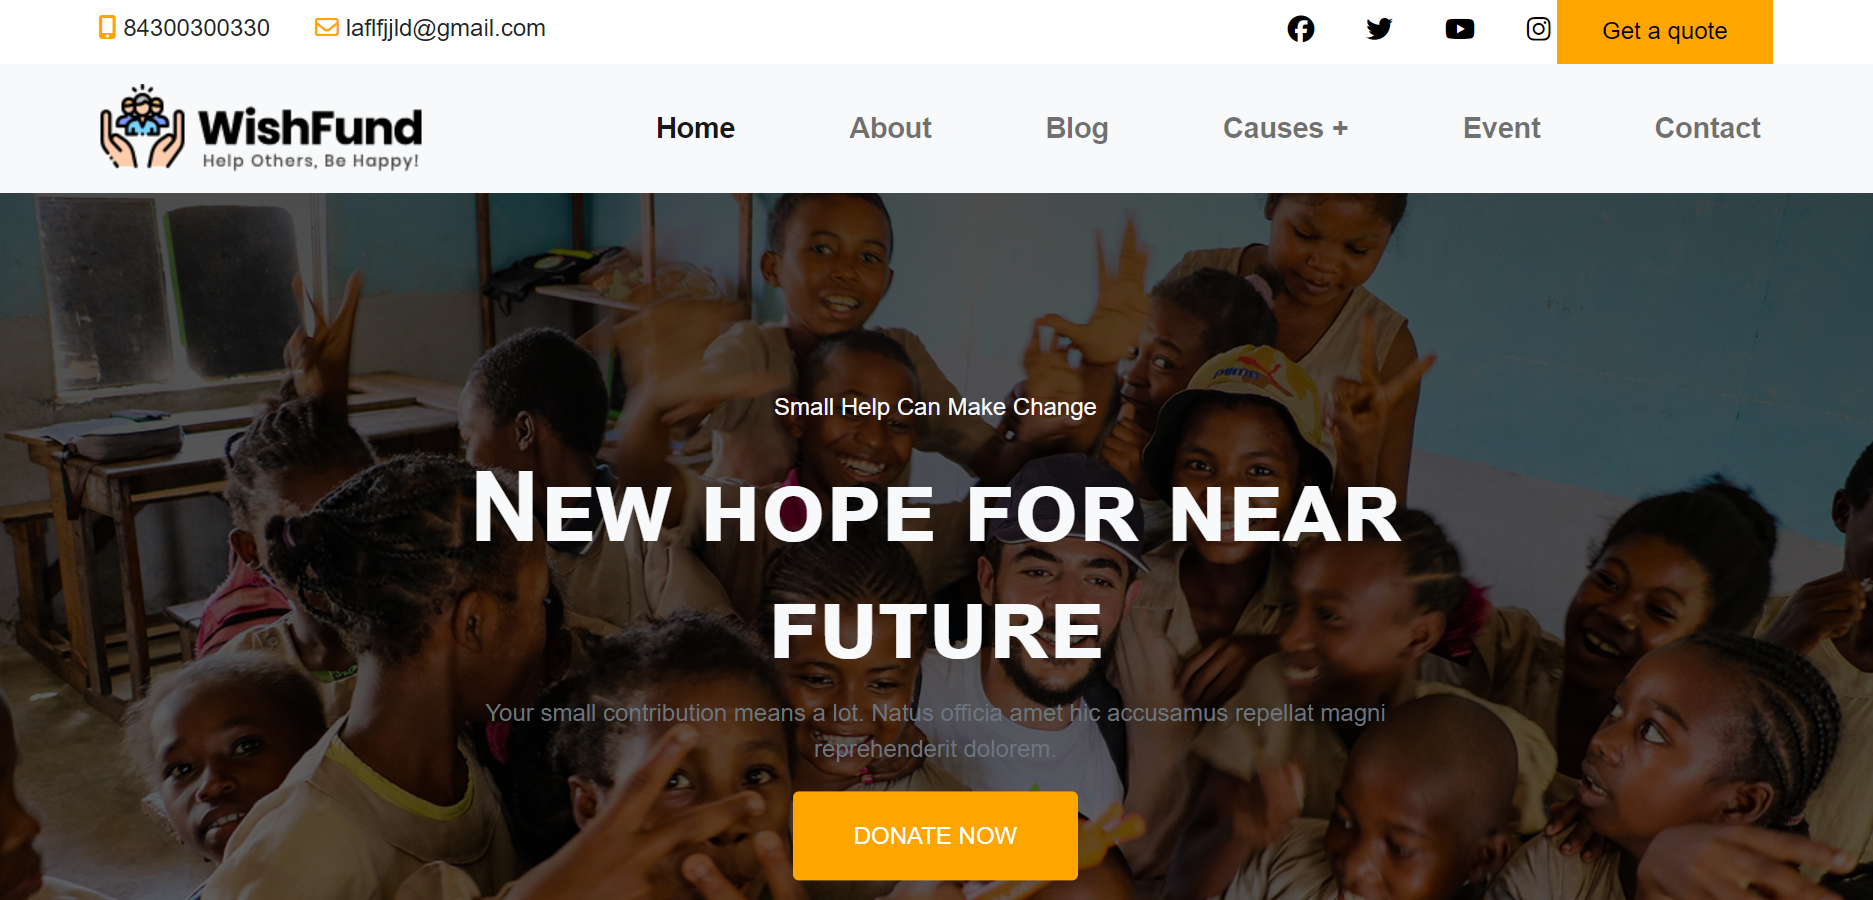 84300300330
laflfjjld@gmail.com
Get a quote
WishFund
Help Others, Be Happy!
Home
About
Blog
Causes +
Event
Contact
Small Help Can Make Change
NEW HOPE FOR NEAR
FUTURE
Your small contribution means a lot. Natus officia amet hic accusamus repellat magni
reprehenderit dolorem.
DONATE NOW